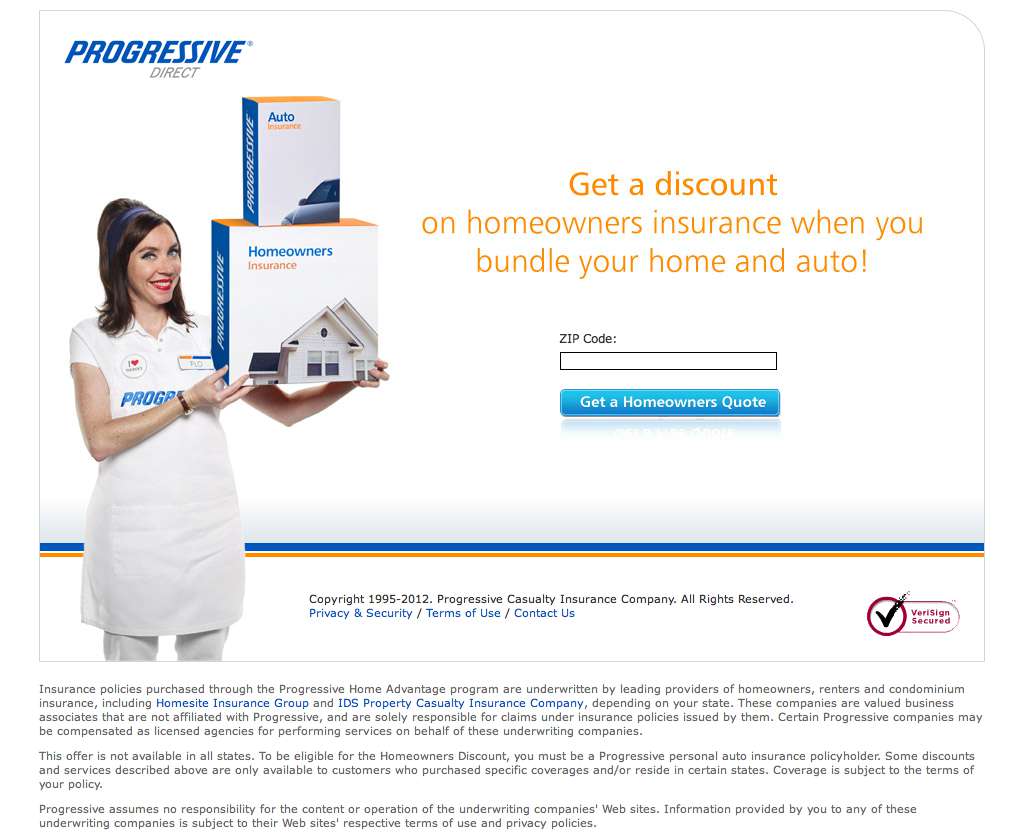 PROGRESSIVE®
DIRECT
Auto
Insurance
PROGRESSIVE
Homeowners
Insurance
PROGRESSIVE
I ♥
FLO
PROGR
Get a discount
on homeowners insurance when you
bundle your home and auto!
ZIP Code:
Get a Homeowners Quote
Copyright 1995-2012. Progressive Casualty Insurance Company. All Rights Reserved.
Privacy & Security / Terms of Use / Contact Us
VeriSign
Secured
Insurance policies purchased through the Progressive Home Advantage program are underwritten by leading providers of homeowners, renters and condominium
insurance, including Homesite Insurance Group and IDS Property Casualty Insurance Company, depending on your state. These companies are valued business
associates that are not affiliated with Progressive, and are solely responsible for claims under insurance policies issued by them. Certain Progressive companies may
be compensated as licensed agencies for performing services on behalf of these underwriting companies.
This offer is not available in all states. To be eligible for the Homeowners Discount, you must be a Progressive personal auto insurance policyholder. Some discounts
and services described above are only available to customers who purchased specific coverages and/or reside in certain states. Coverage is subject to the terms of
your policy.
Progressive assumes no responsibility for the content or operation of the underwriting companies' Web sites. Information provided by you to any of these
underwriting companies is subject to their Web sites' respective terms of use and privacy policies.